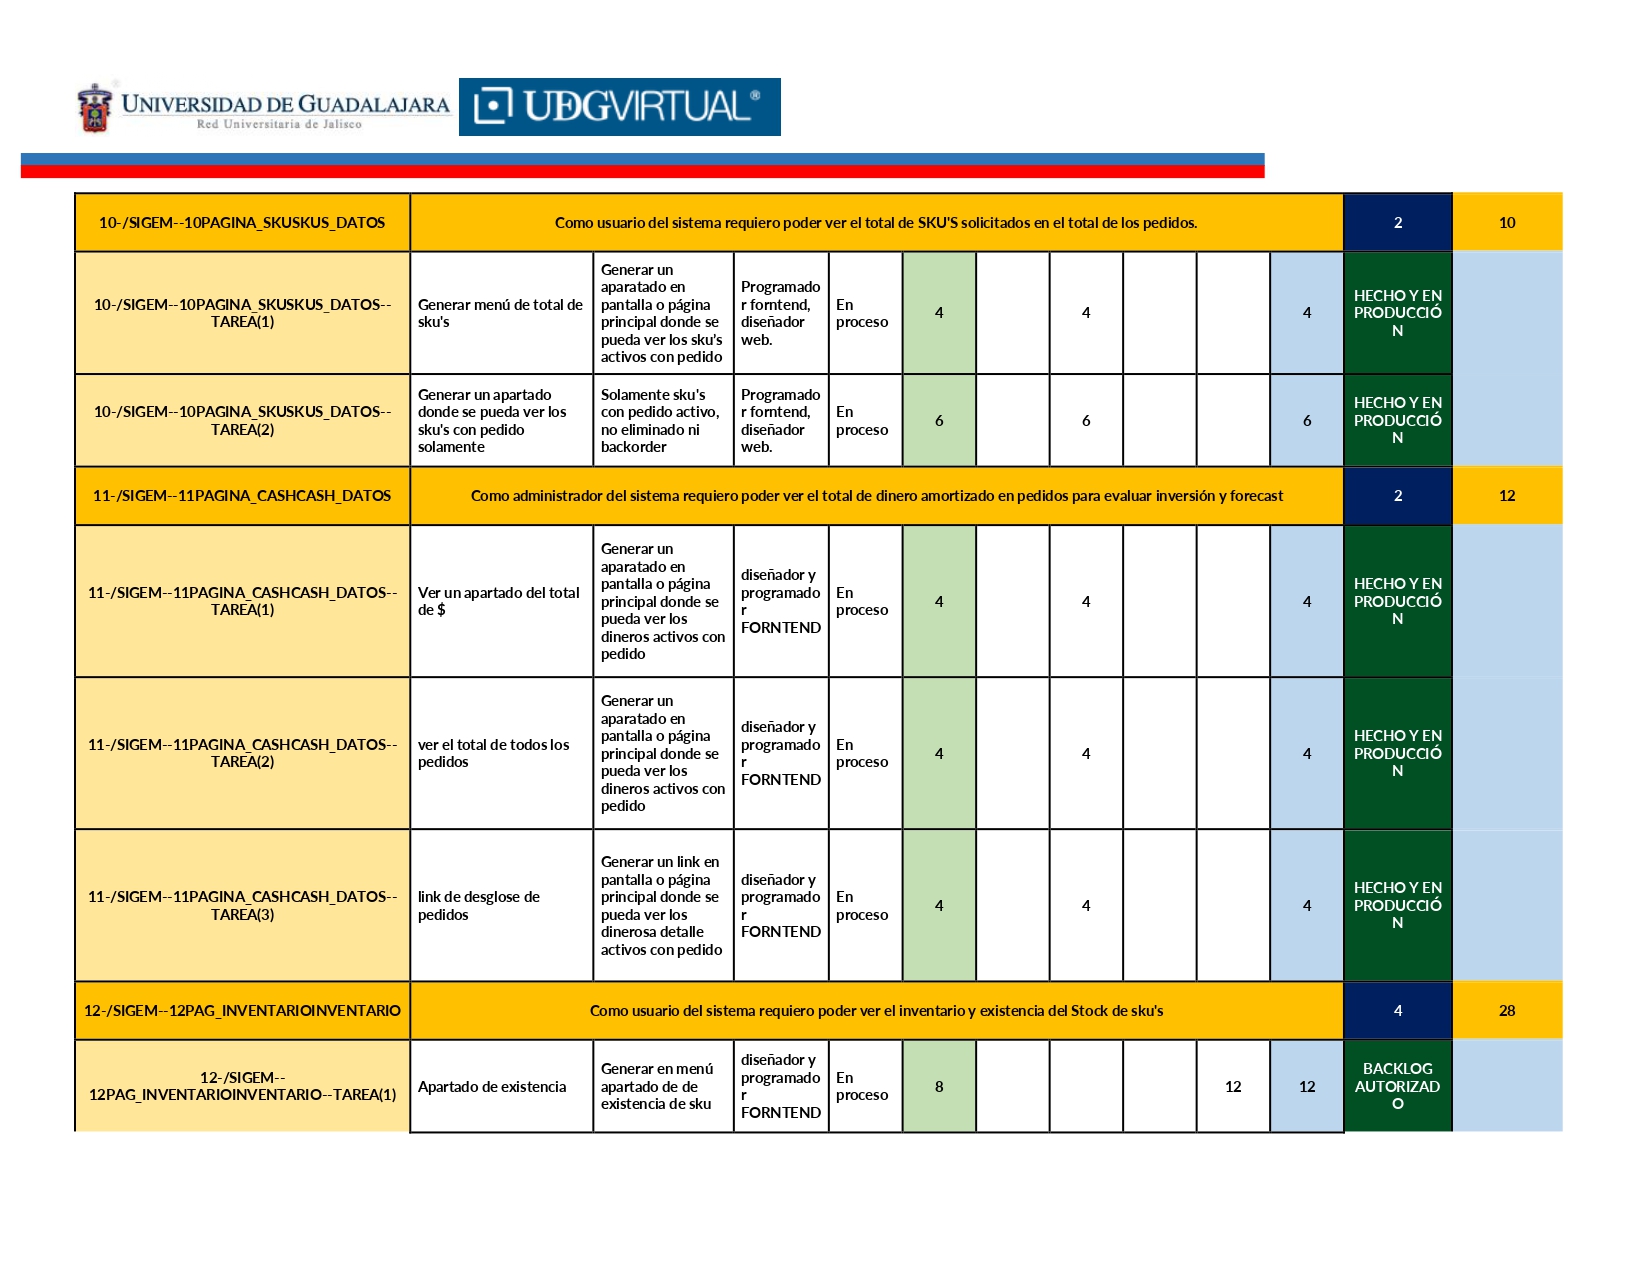 UNIVERSIDAD DE GUADALAJARA
Red Universitaria de Jalisco
UDGVIRTUAL®
10-/SIGEM--10PAGINA_SKUSKUS_DATOS
Como usuario del sistema requiero poder ver el total de SKU'S solicitados en el total de los pedidos.
2
10
10-/SIGEM--10PAGINA_SKUSKUS_DATOS--
TAREA(1)
Generar menú de total de
sku's
Generar un
aparatado en
pantalla o página
principal donde se
pueda ver los sku's
activos con pedido
Programado
r forntend,
diseñador
web.
En
proceso
4
4
4
HECHO Y EN
PRODUCCIÓ
N
10-/SIGEM--10PAGINA_SKUSKUS_DATOS--
TAREA(2)
Generar un apartado
donde se pueda ver los
sku's con pedido
solamente
Solamente sku's
con pedido activo,
no eliminado ni
backorder
Programado
r forntend,
diseñador
web.
En
proceso
6
6
6
HECHO Y EN
PRODUCCIÓ
N
11-/SIGEM--11PAGINA_CASHCASH_DATOS
Como administrador del sistema requiero poder ver el total de dinero amortizado en pedidos para evaluar inversión y forecast
2
12
11-/SIGEM--11PAGINA_CASHCASH_DATOS--
TAREA(1)
Ver un apartado del total
de $
Generar un
aparatado en
pantalla o página
principal donde se
pueda ver los
dineros activos con
pedido
diseñador y
programado
r
FORNTEND
En
proceso
4
4
4
HECHO Y EN
PRODUCCIÓ
N
11-/SIGEM--11PAGINA_CASHCASH_DATOS--
TAREA(2)
ver el total de todos los
pedidos
Generar un
aparatado en
pantalla o página
principal donde se
pueda ver los
dineros activos con
pedido
diseñador y
programado
r
FORNTEND
En
proceso
4
4
4
HECHO Y EN
PRODUCCIÓ
N
11-/SIGEM--11PAGINA_CASHCASH_DATOS--
TAREA(3)
link de desglose de
pedidos
Generar un link en
pantalla o página
principal donde se
pueda ver los
dinerosa detalle
activos con pedido
diseñador y
programado
r
FORNTEND
En
proceso
4
4
4
HECHO Y EN
PRODUCCIÓ
N
12-/SIGEM--12PAG_INVENTARIOINVENTARIO
Como usuario del sistema requiero poder ver el inventario y existencia del Stock de sku's
4
28
12-/SIGEM--
12PAG_INVENTARIOINVENTARIO--TAREA(1)
Apartado de existencia
Generar en menú
apartado de de
existencia de sku
diseñador y
programado
r
FORNTEND
En
proceso
8
12
12
BACKLOG
AUTORIZAD
O